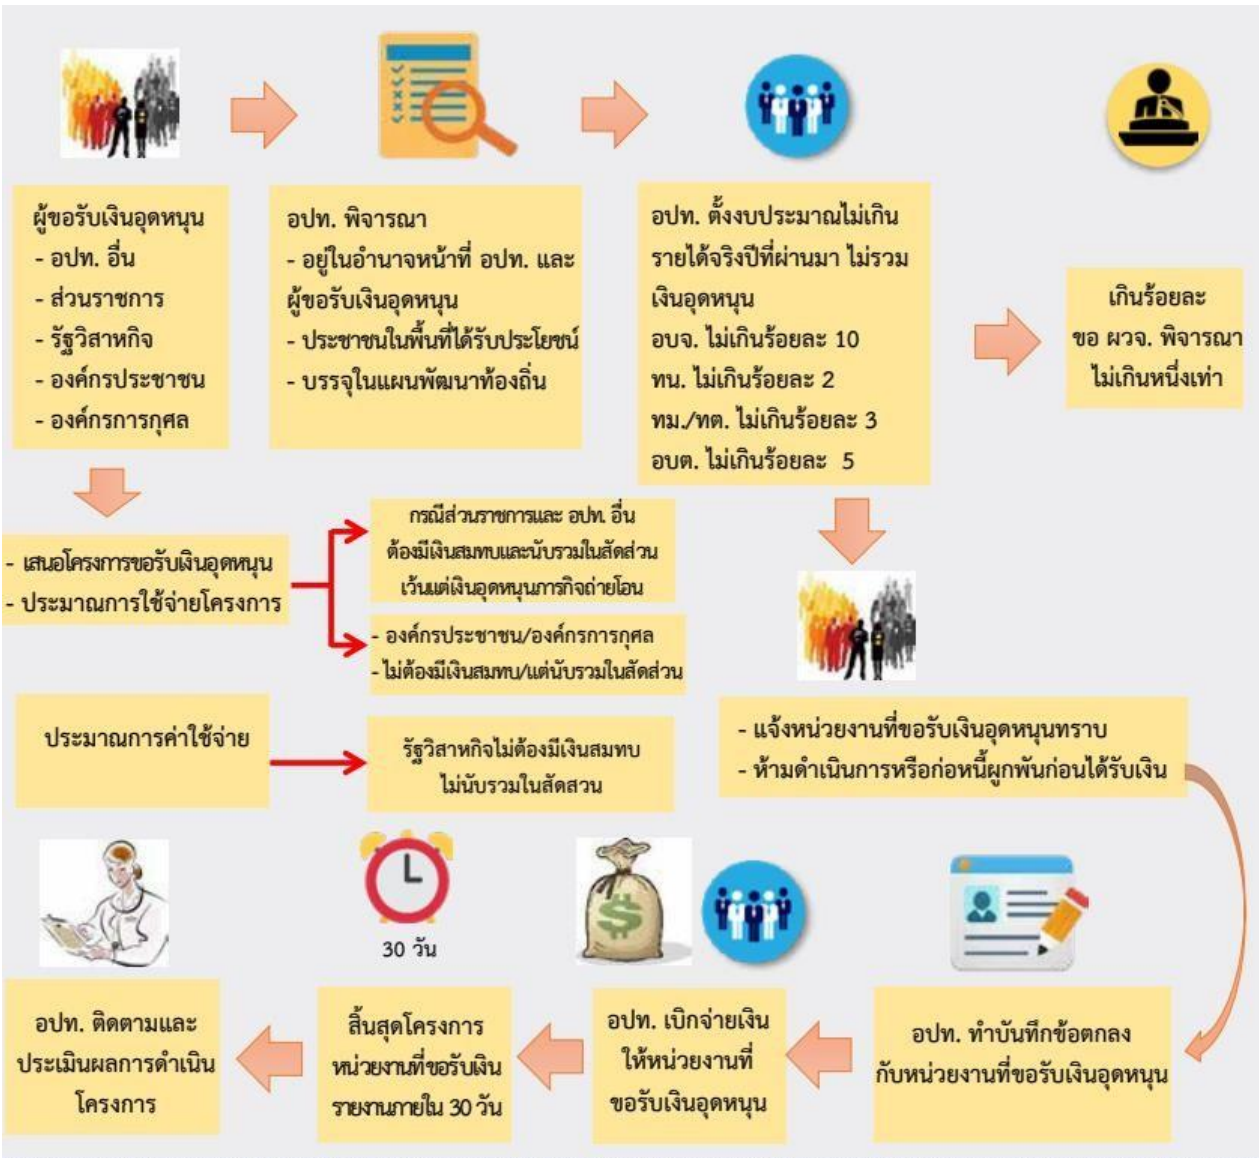 ผู้ขอรับเงินอุดหนุน
- อปท. อื่น
- ส่วนราชการ
- รัฐวิสาหกิจ
- องค์กรประชาชน
- องค์กรการกุศล
อปท. พิจารณา
- อยู่ในอำนาจหน้าที่ อปท. และ
ผู้ขอรับเงินอุดหนุน
- ประชาชนในพื้นที่ได้รับประโยชน์
- บรรจุในแผนพัฒนาท้องถิ่น
อปท. ตั้งงบประมาณไม่เกิน
รายได้จริงปีที่ผ่านมา ไม่รวม
เงินอุดหนุน
อบจ. ไม่เกินร้อยละ 10
ทน. ไม่เกินร้อยละ 2
ทม./ทต. ไม่เกินร้อยละ 3
อบต. ไม่เกินร้อยละ 5
เกินร้อยละ
ขอ ผวจ. พิจารณา
ไม่เกินหนึ่งเท่า
- เสนอโครงการขอรับเงินอุดหนุน
- ประมาณการใช้จ่ายโครงการ
กรณีส่วนราชการและ อปท. อื่น
ต้องมีเงินสมทบและนับรวมในสัดส่วน
เว้นแต่เงินอุดหนุนภารกิจถ่ายโอน
- องค์กรประชาชน/องค์กรการกุศล
- ไม่ต้องมีเงินสมทบ/แต่นับรวมในสัดส่วน
ประมาณการค่าใช้จ่าย
รัฐวิสาหกิจไม่ต้องมีเงินสมทบ
ไม่นับรวมในสัดสวน
- แจ้งหน่วยงานที่ขอรับเงินอุดหนุนทราบ
- ห้ามดำเนินการหรือก่อหนี้ผูกพันก่อนได้รับเงิน
อปท. ทำบันทึกข้อตกลง
กับหน่วยงานที่ขอรับเงินอุดหนุน
อปท. เบิกจ่ายเงิน
ให้หน่วยงานที่
ขอรับเงินอุดหนุน
30 วัน
สิ้นสุดโครงการ
หน่วยงานที่ขอรับเงิน
รายงานภายใน 30 วัน
อปท. ติดตามและ
ประเมินผลการดำเนิน
โครงการ